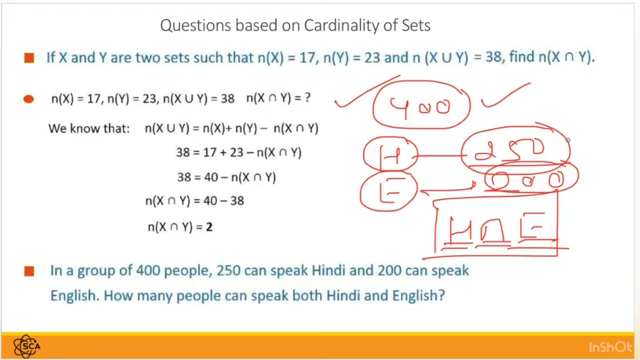 Questions based on Cardinality of Sets
If X and Y are two sets such that n(X) = 17, n(Y) = 23 and n (X ∪ Y) = 38, find n(X ∩ Y).
n(X) = 17, n(Y) = 23, n(X ∪ Y) = 38 n(X ∩ Y) = ?
400
We know that: n(X ∪ Y) = n(X)+ n(Y) – n(X ∩ Y)
H 250
38 = 17 + 23 – n(X ∩ Y)
E 000
38 = 40 – n(X ∩ Y)
n(X ∩ Y) = 40 – 38
H ∩ E
n(X ∩ Y) = 2
In a group of 400 people, 250 can speak Hindi and 200 can speak
English. How many people can speak both Hindi and English?
SCA
InShOt